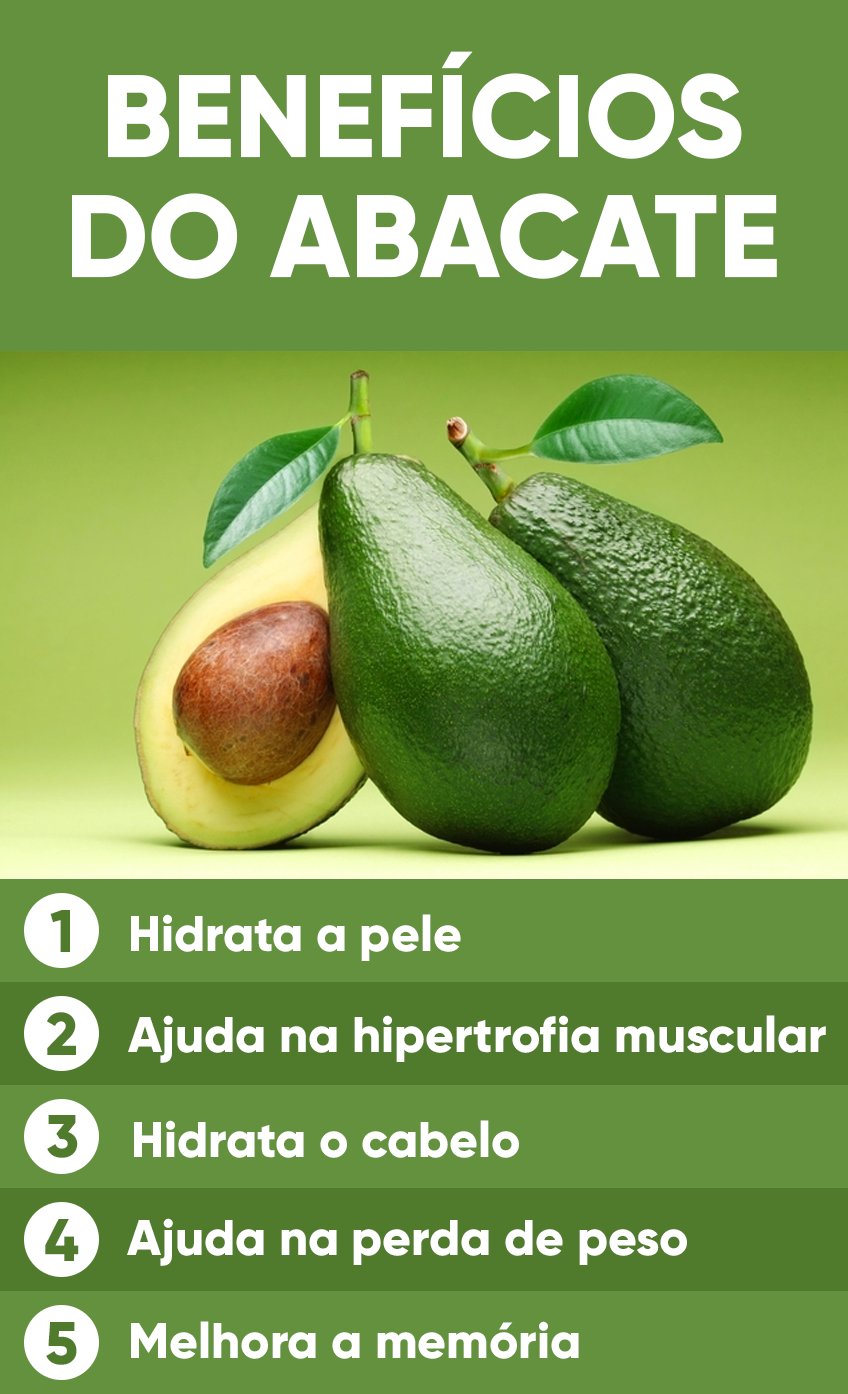 BENEFÍCIOS
DO ABACATE
1 Hidrata a pele
2 Ajuda na hipertrofia muscular
3 Hidrata o cabelo
4 Ajuda na perda de peso
5 Melhora a memória